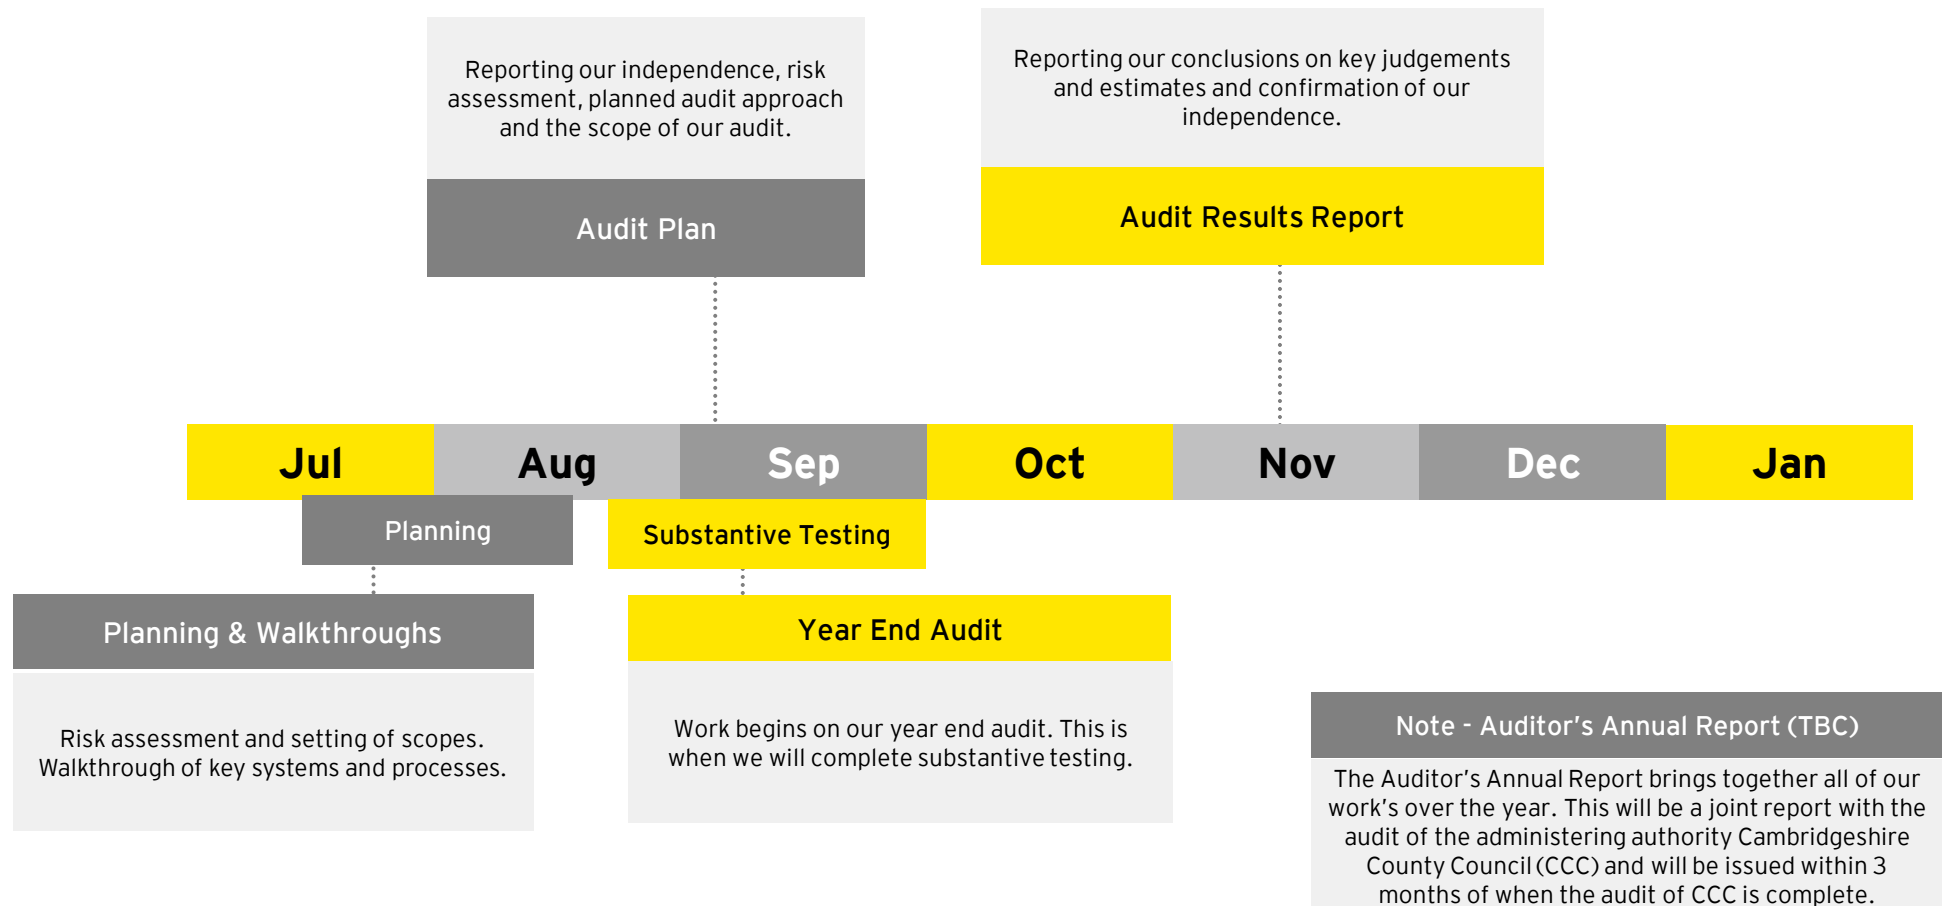 Reporting our independence, risk
assessment, planned audit approach
and the scope of our audit.
Audit Plan
Reporting our conclusions on key judgements
and estimates and confirmation of our
independence.
Audit Results Report
Jul
Aug
Sep
Oct
Nov
Dec
Jan
Planning
Substantive Testing
Planning & Walkthroughs
Risk assessment and setting of scopes.
Walkthrough of key systems and processes.
Year End Audit
Work begins on our year end audit. This is
when we will complete substantive testing.
Note - Auditor’s Annual Report (TBC)
The Auditor’s Annual Report brings together all of our
work’s over the year. This will be a joint report with the
audit of the administering authority Cambridgeshire
County Council (CCC) and will be issued within 3
months of when the audit of CCC is complete.